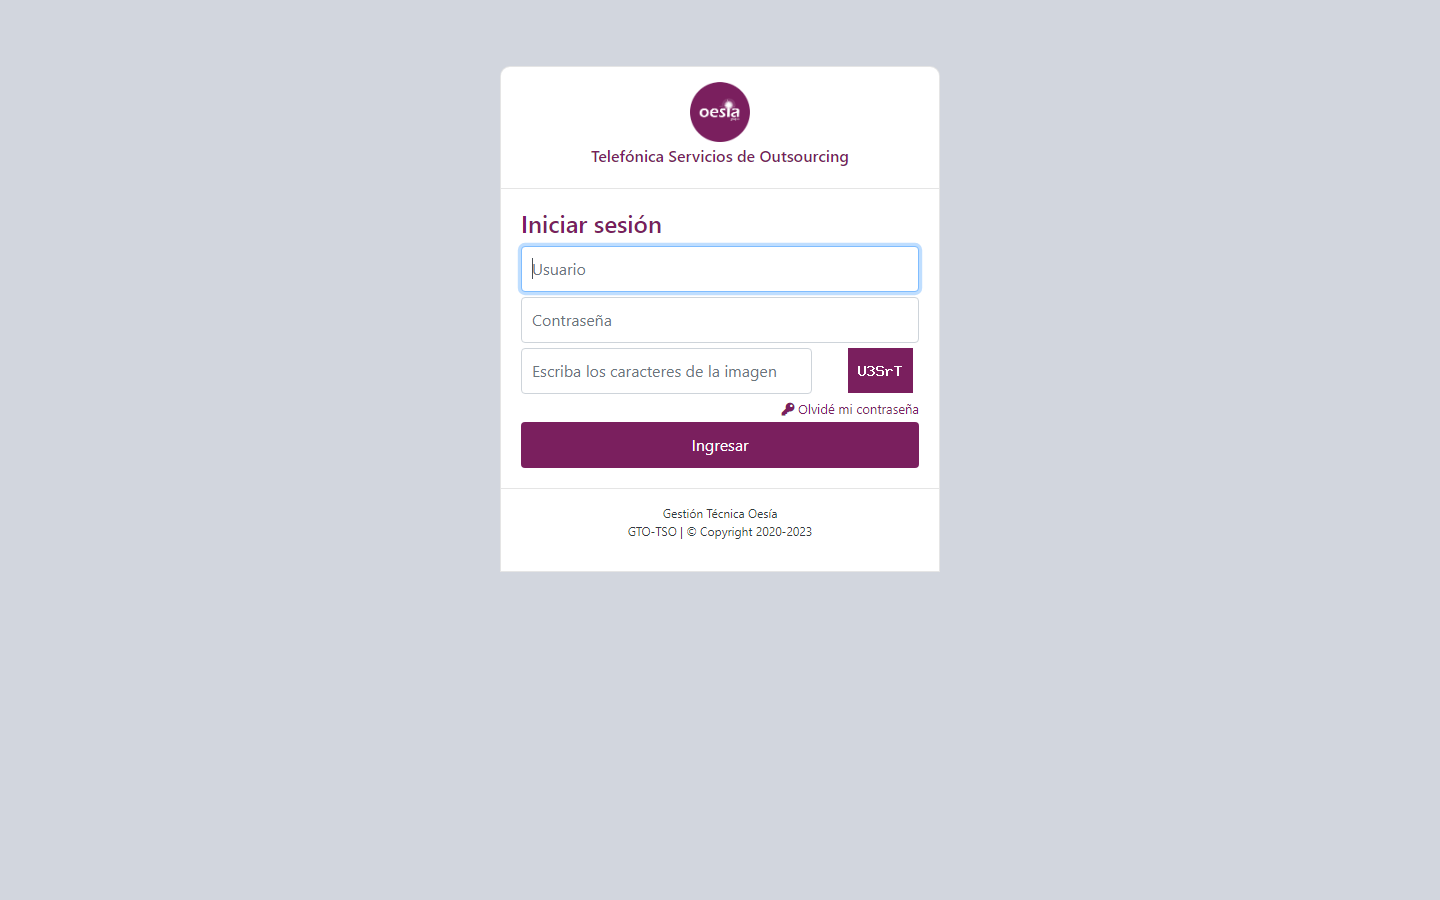 oesía
Telefónica Servicios de Outsourcing
Iniciar sesión
Usuario
Contraseña
Escriba los caracteres de la imagen
U3SrT
Olvidé mi contraseña
Ingresar
Gestión Técnica Oesía
GTO-TSO | © Copyright 2020-2023